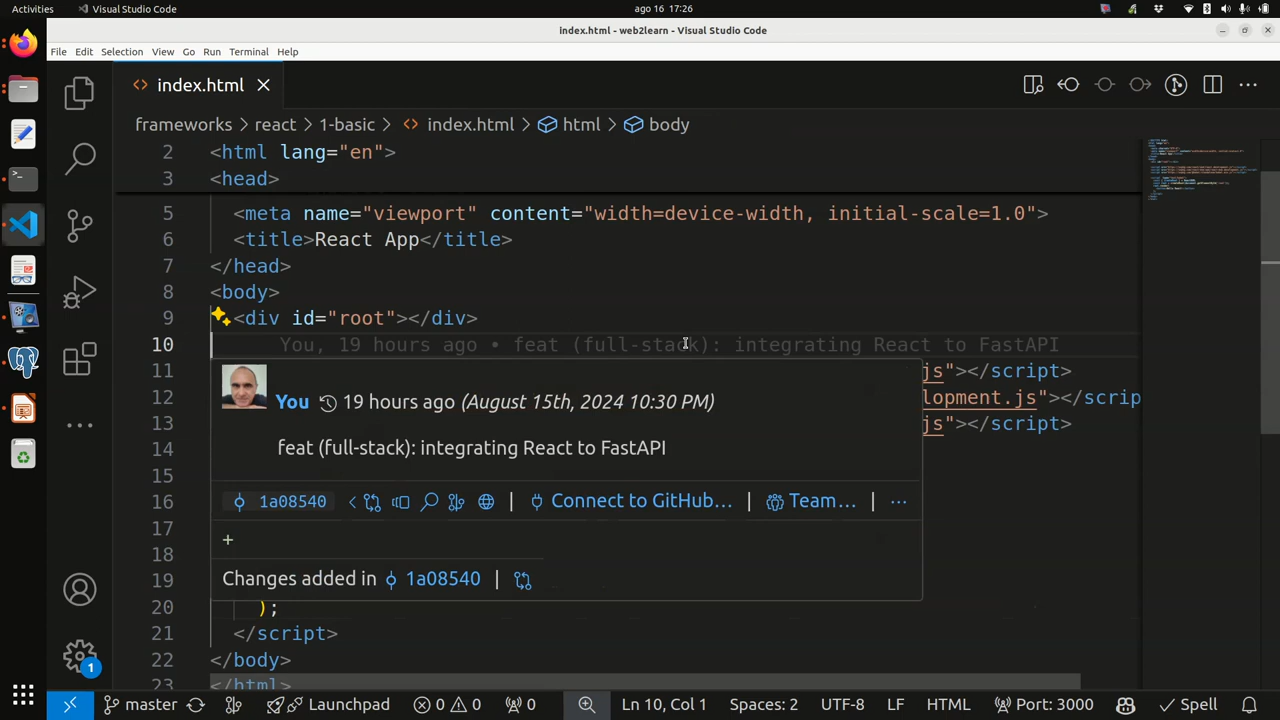 Activities
Visual Studio Code
ago 16 17:26
index.html - web2learn - Visual Studio Code
File Edit Selection View Go Run Terminal Help
index.html
frameworks > react > 1-basic > index.html > html > body
2 <html lang="en">
3 <head>
5 <meta name="viewport" content="width=device-width, initial-scale=1.0">
6 <title>React App</title>
7 </head>
8 <body>
9 <div id="root"></div>
10 You, 19 hours ago • feat (full-stack): integrating React to FastAPI
11 js"></script>
12 lopment.js"></scrip
13 js"></script>
14
15
16
17
18
19
20 );
21 </script>
22 </body>
23 </html>
You 19 hours ago (August 15th, 2024 10:30 PM)
feat (full-stack): integrating React to FastAPI
1a08540 | Connect to GitHub... | Team... | ...
+
Changes added in 1a08540 |
1
master Launchpad 0 0 0 Ln 10, Col 1 Spaces: 2 UTF-8 LF HTML Port: 3000 Spell